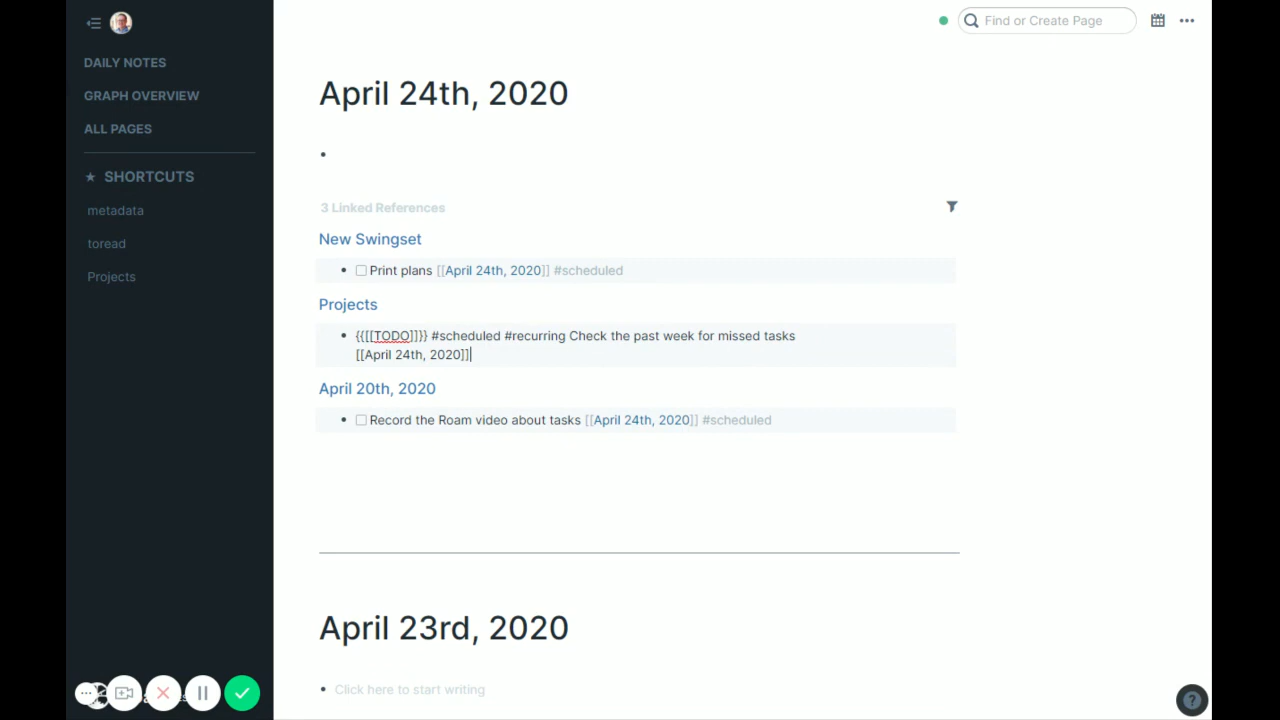 DAILY NOTES
GRAPH OVERVIEW
ALL PAGES
★ SHORTCUTS
metadata
toread
Projects
Find or Create Page
April 24th, 2020
3 Linked References
New Swingset
Print plans [[April 24th, 2020]] #scheduled
Projects
{{[[TODO]]}} #scheduled #recurring Check the past week for missed tasks
[[April 24th, 2020]]
April 20th, 2020
Record the Roam video about tasks [[April 24th, 2020]] #scheduled
April 23rd, 2020
Click here to start writing